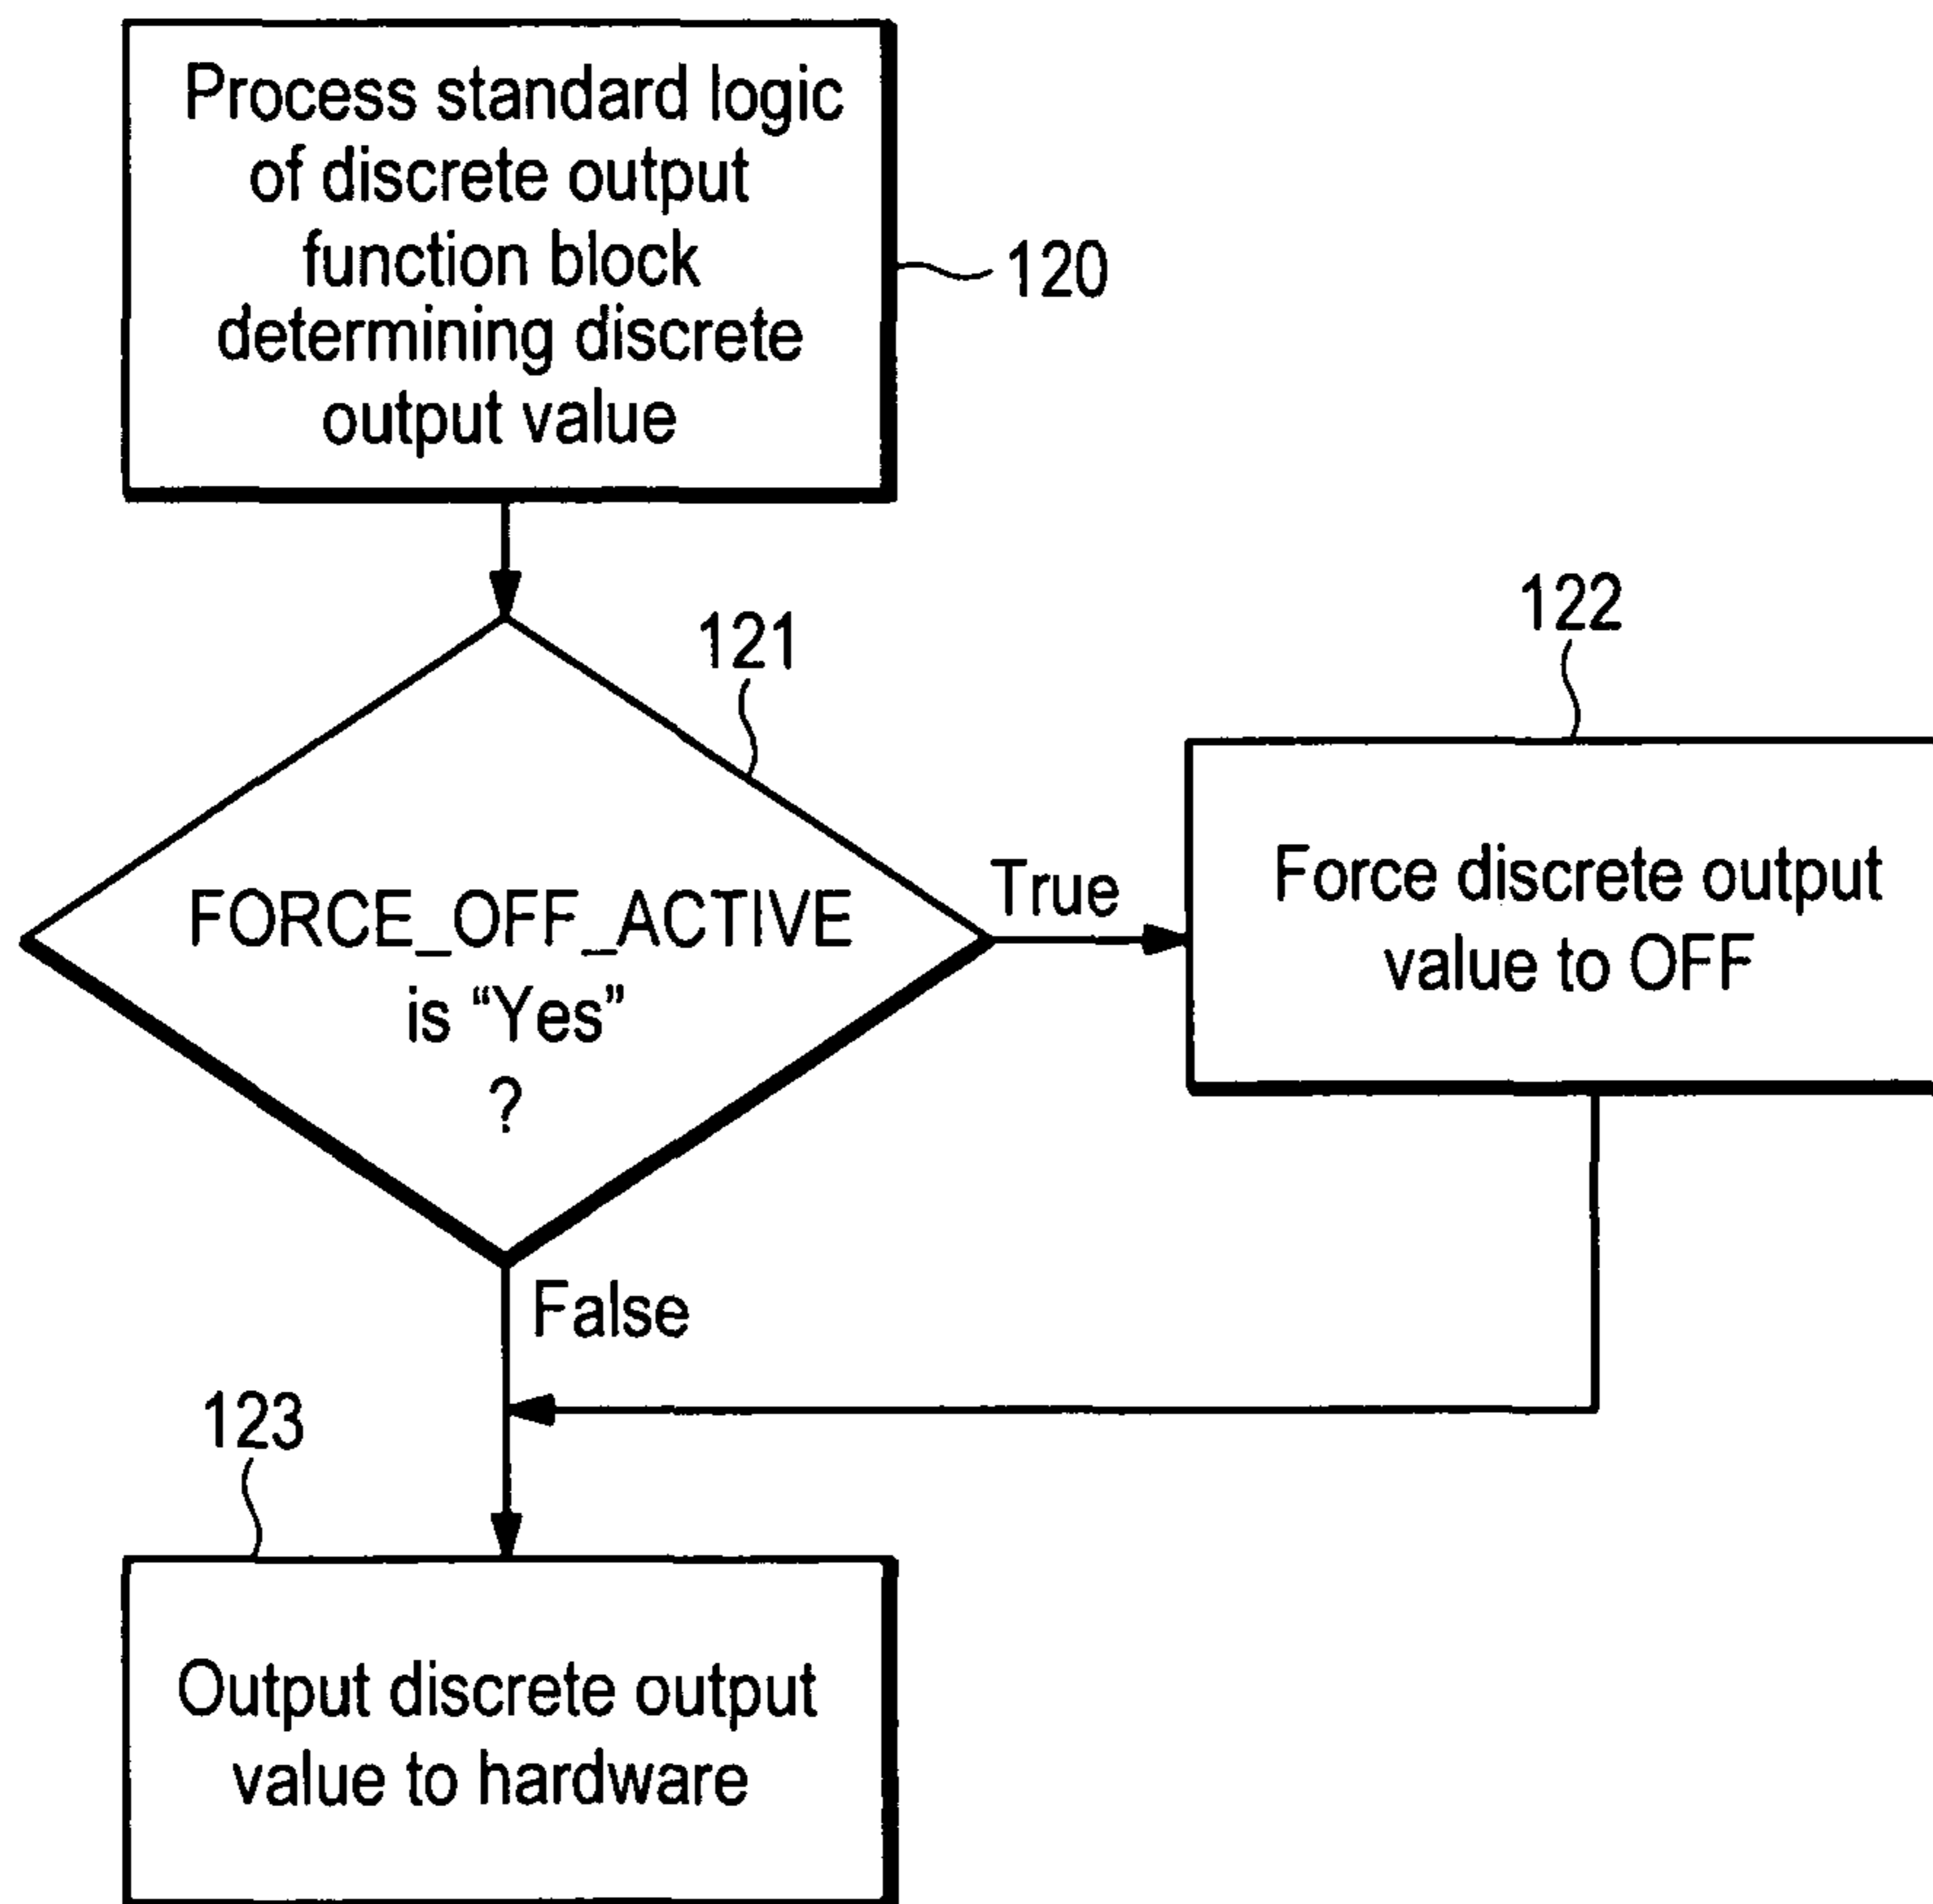 Process standard logic
of discrete output
function block
determining discrete
output value
120
121
FORCE_OFF_ACTIVE
is “Yes”
?
True
122
Force discrete output
value to OFF
False
123
Output discrete output
value to hardware